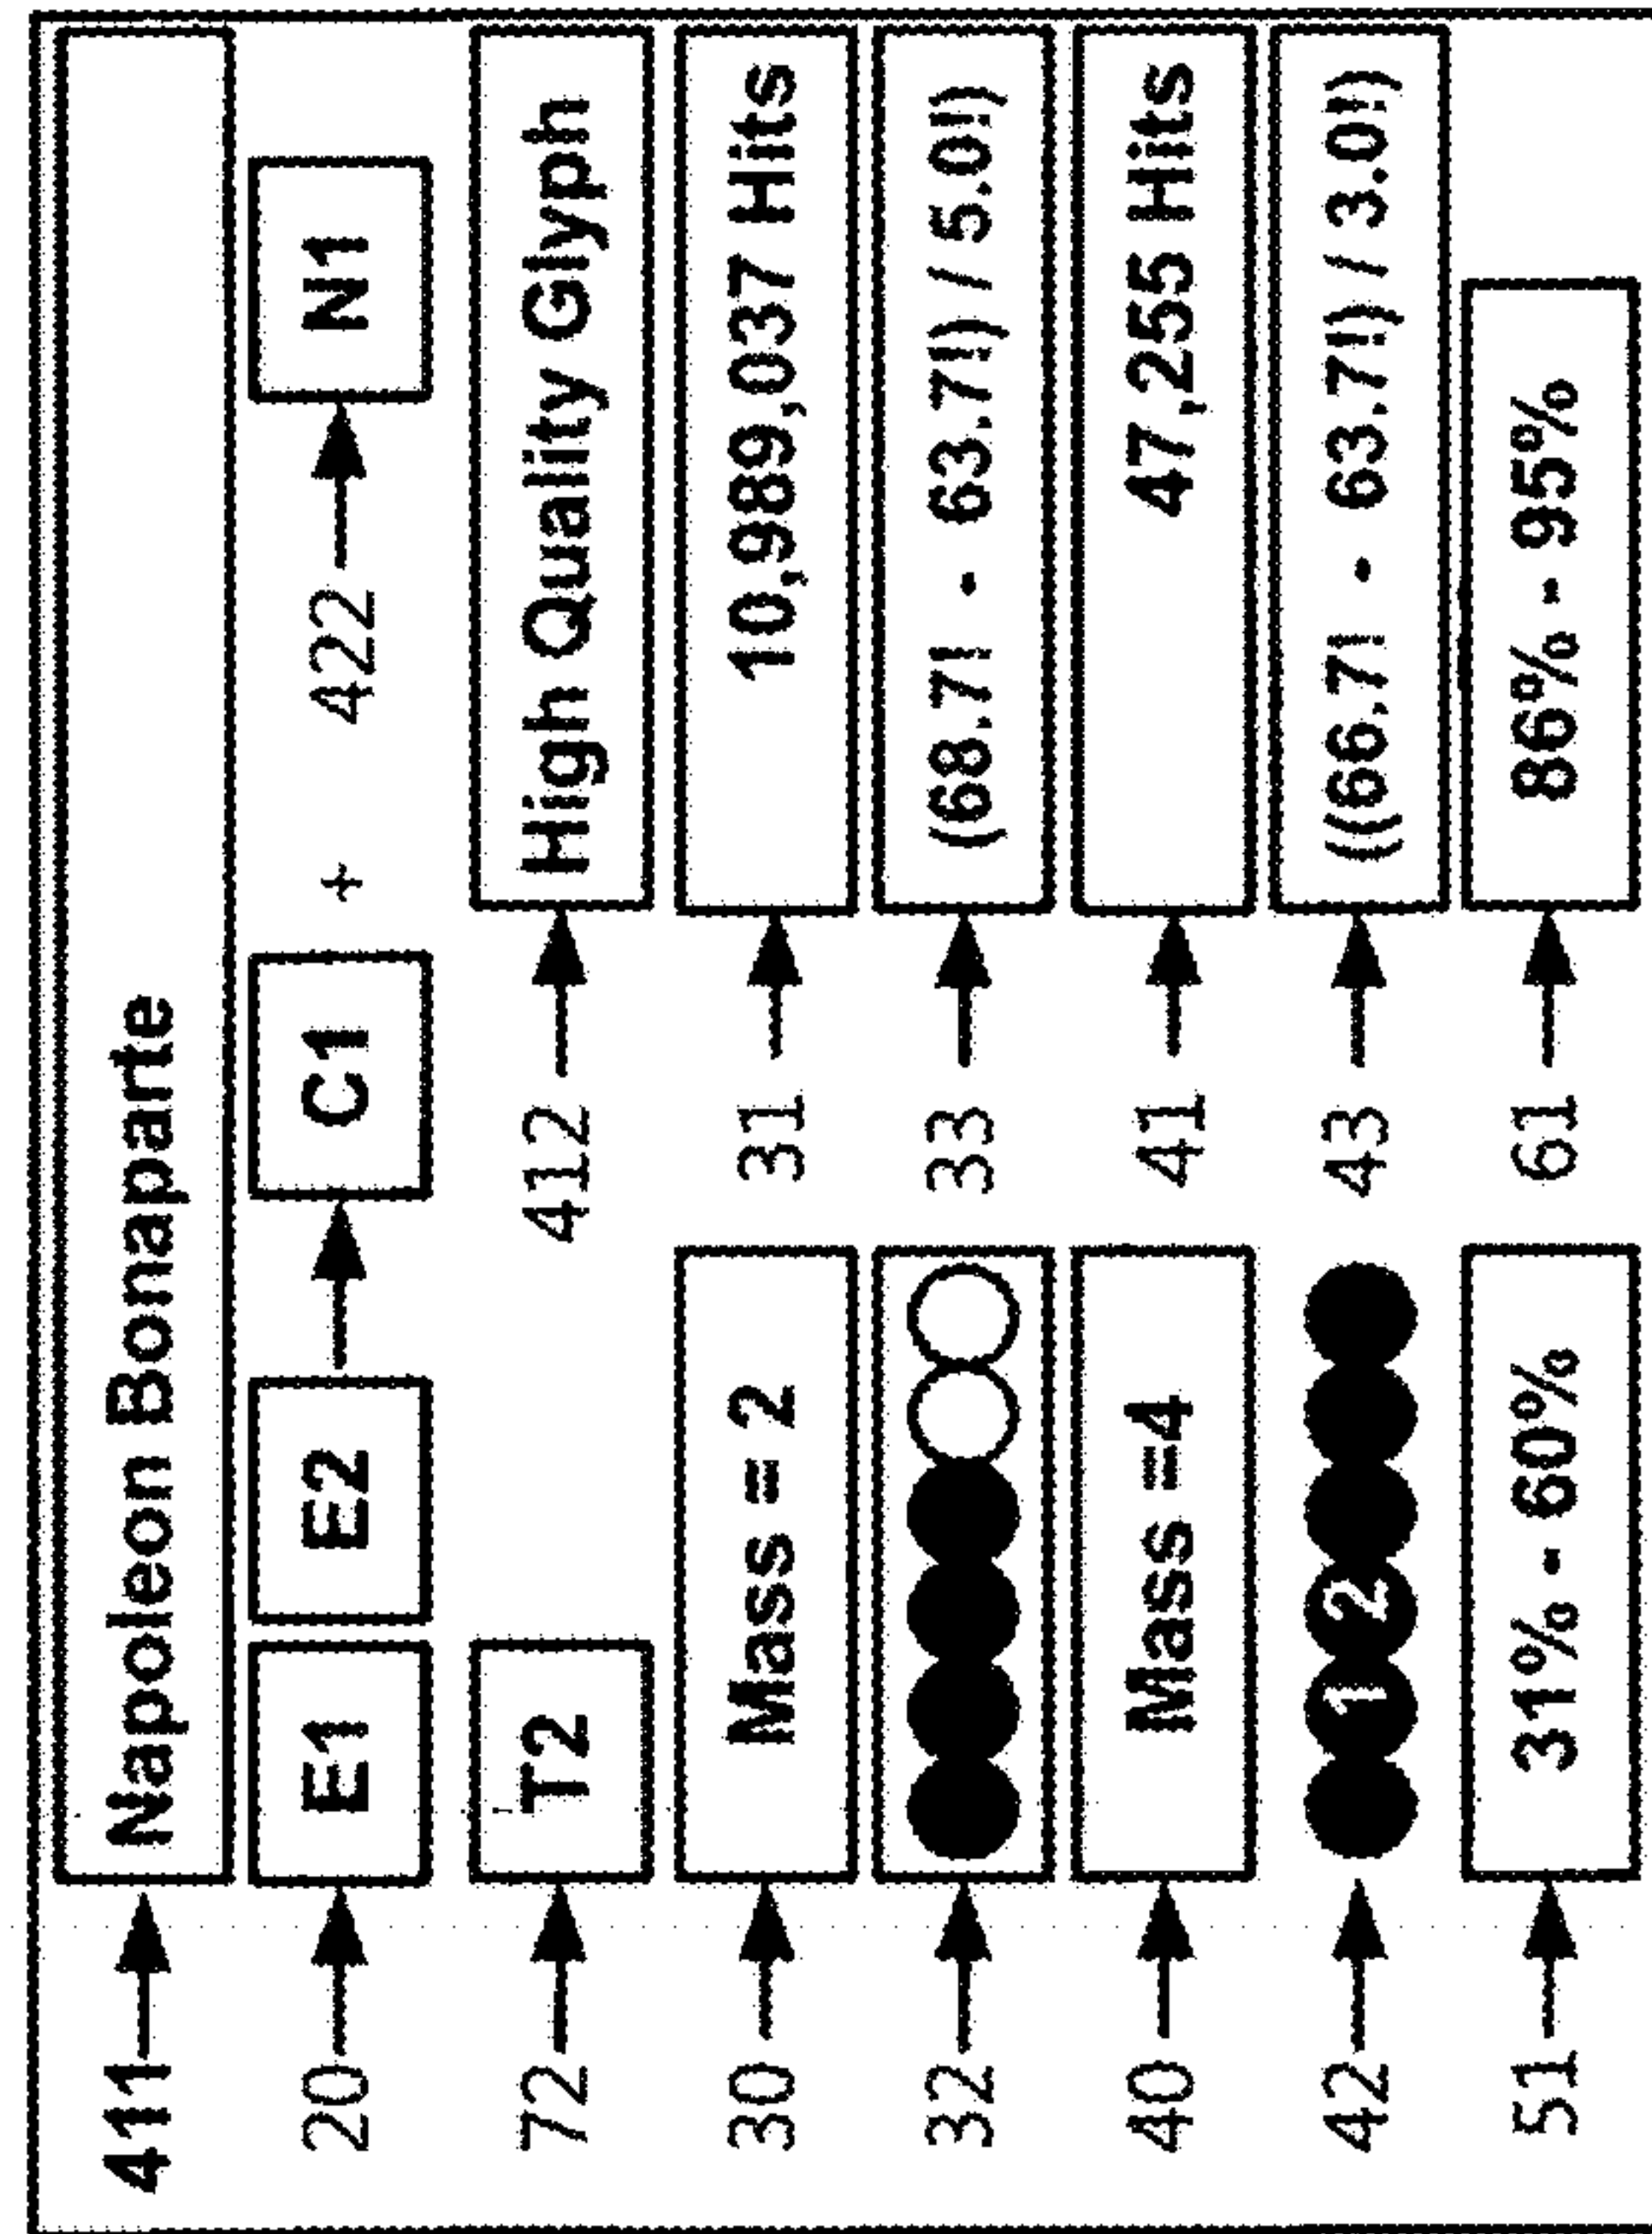 411 Napoleon Bonaparte
20 E1 E2 C1 + 422 N1
72 T2 412 High Quality Glyph
30 Mass = 2 31 10,989,037 Hits
32 33 (68.7! - 63.7!) / 5.0!)
40 Mass =4 41 47,255 Hits
42 1 2 43 ((66.7! - 63.7!) / 3.0!)
51 31% - 60% 61 86% - 95%